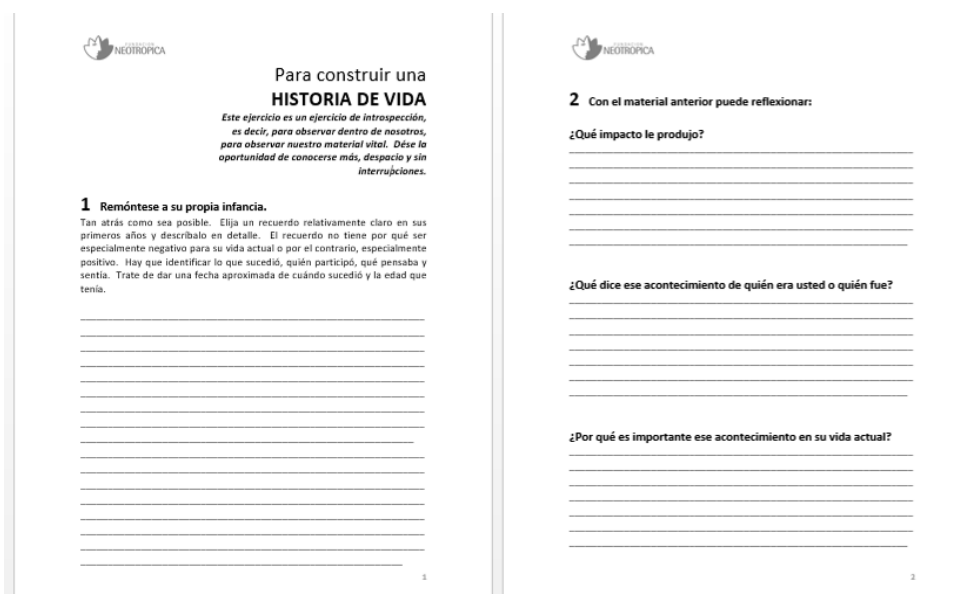 FUNDACIÓN
NEOTROPICA
Para construir una
HISTORIA DE VIDA
Este ejercicio es un ejercicio de introspección,
es decir, para observar dentro de nosotros,
para observar nuestro material vital. Dése la
oportunidad de conocerse más, despacio y sin
interrupciones.
1 Remóntese a su propia infancia.
Tan atrás como sea posible. Elija un recuerdo relativamente claro en sus
primeros años y descríbalo en detalle. El recuerdo no tiene por qué ser
especialmente negativo para su vida actual o por el contrario, especialmente
positivo. Hay que identificar lo que sucedió, quién participó, qué pensaba y
sentía. Trate de dar una fecha aproximada de cuándo sucedió y la edad que
tenía.
1
FUNDACIÓN
NEOTROPICA
2 Con el material anterior puede reflexionar:
¿Qué impacto le produjo?
¿Qué dice ese acontecimiento de quién era usted o quién fue?
¿Por qué es importante ese acontecimiento en su vida actual?
2